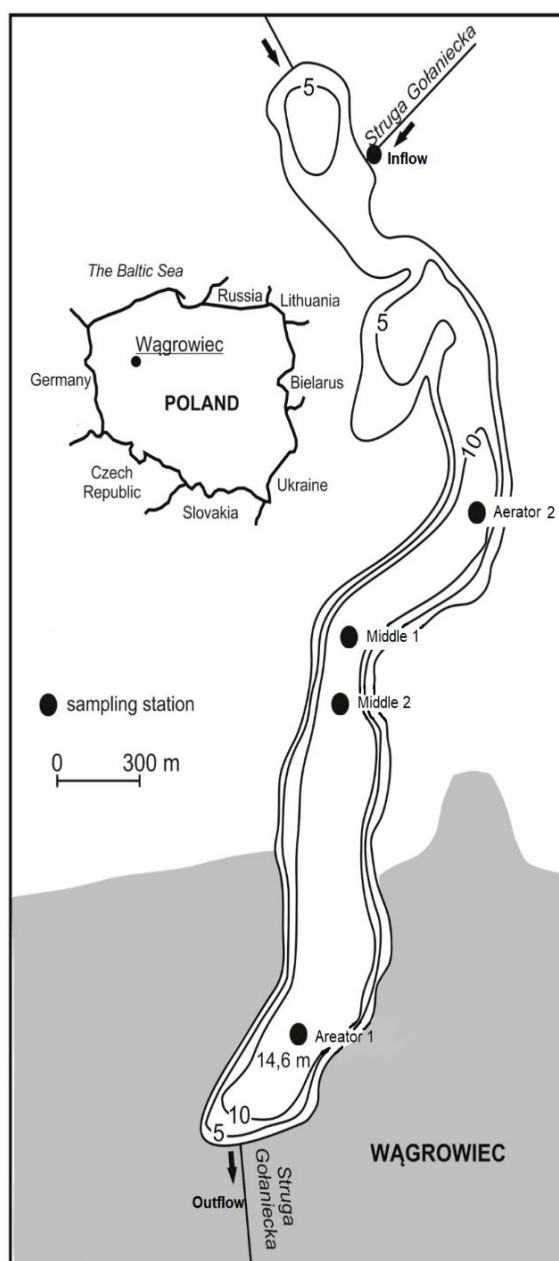 5
Struga Gołaniecka
Inflow
The Baltic Sea
Russia
Lithuania
Wągrowiec
Germany
POLAND
Bielarus
Czech
Republic
Slovakia
Ukraine
5
10
Aerator 2
Middle 1
Middle 2
sampling station
0 300 m
Areator 1
14,6 m
10
5
Outflow
Struga
Gołaniecka
WĄGROWIEC